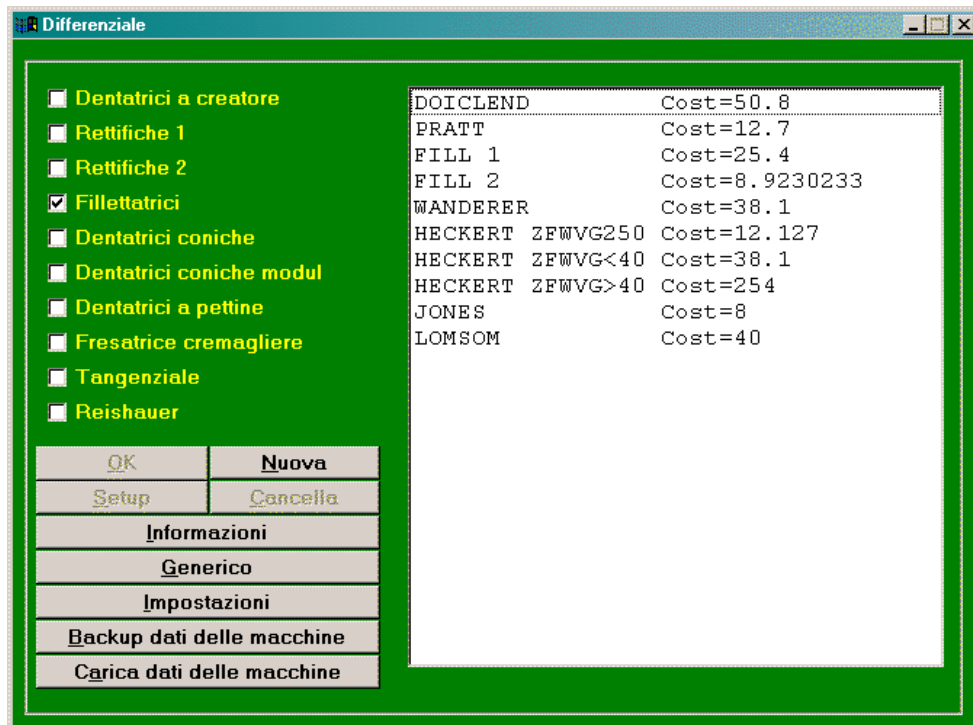 Differenziale
Dentatrici a creatore
Rettifiche 1
Rettifiche 2
Fillettatrici
Dentatrici coniche
Dentatrici coniche modul
Dentatrici a pettine
Fresatrice cremagliere
Tangenziale
Reishauer
OK Nuova
Setup Cancella
Informazioni
Generico
Impostazioni
Backup dati delle macchine
Carica dati delle macchine
DOICLEND Cost=50.8
PRATT Cost=12.7
FILL 1 Cost=25.4
FILL 2 Cost=8.9230233
WANDERER Cost=38.1
HECKERT ZFWVG250 Cost=12.127
HECKERT ZFWVG<40 Cost=38.1
HECKERT ZFWVG>40 Cost=254
JONES Cost=8
LOMSOM Cost=40